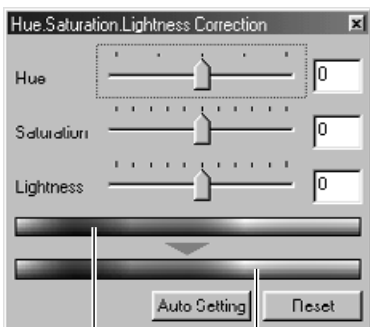 Hue.Saturation.Lightness Correction
Hue 0
Saturation 0
Lightness 0
Auto Setting Reset